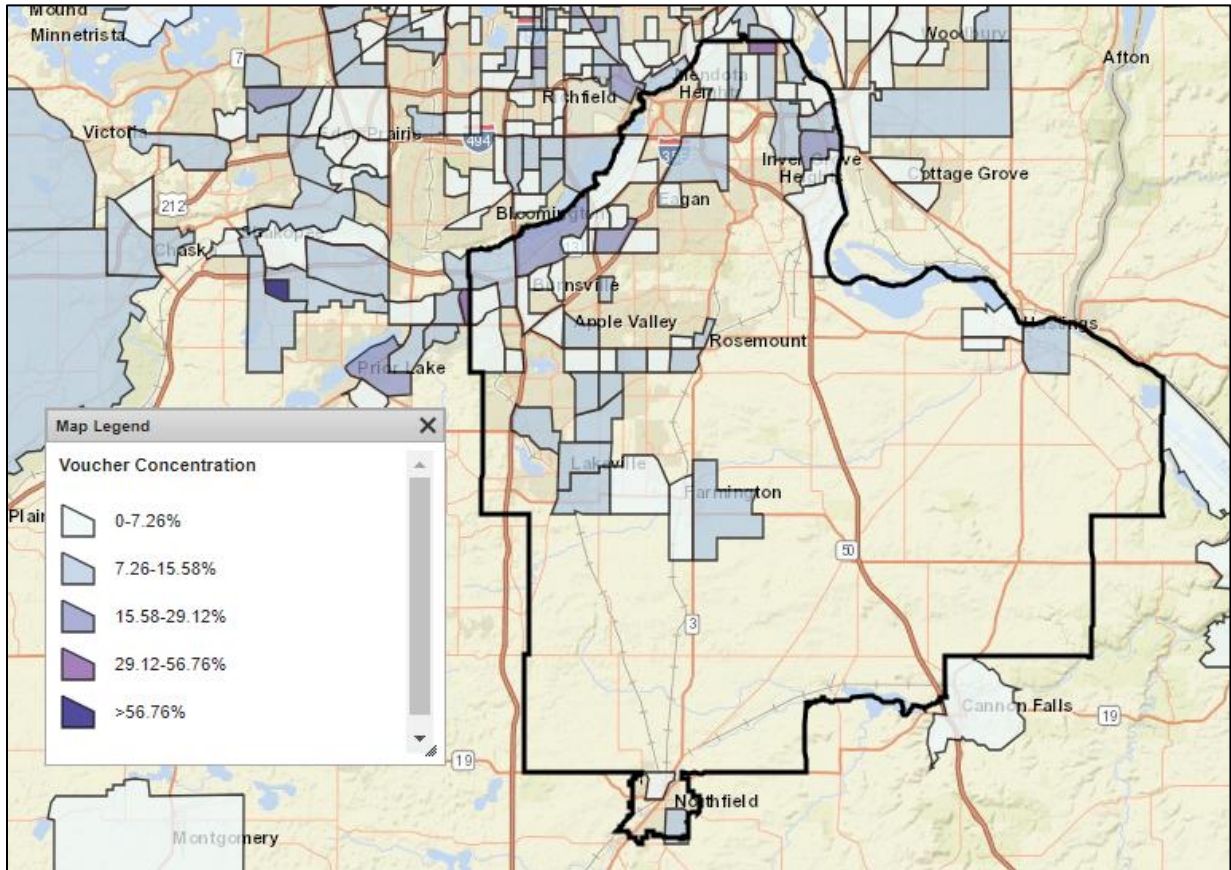 Mound
Minnetrista
Woodbury
Afton
7
Mendota
Heights
Richfield
Victoria
Eden Prairie
494
Inver Grove
Heights
Cottage Grove
212
Eagan
Bloomington
Shakopee
Chaska
13
Burnsville
Apple Valley
Hastings
Rosemount
Prior Lake
Map Legend
Voucher Concentration
0-7.26%
7.26-15.58%
15.58-29.12%
29.12-56.76%
>56.76%
Lakeville
Farmington
Plain
50
3
Cannon Falls
19
19
Northfield
Montgomery